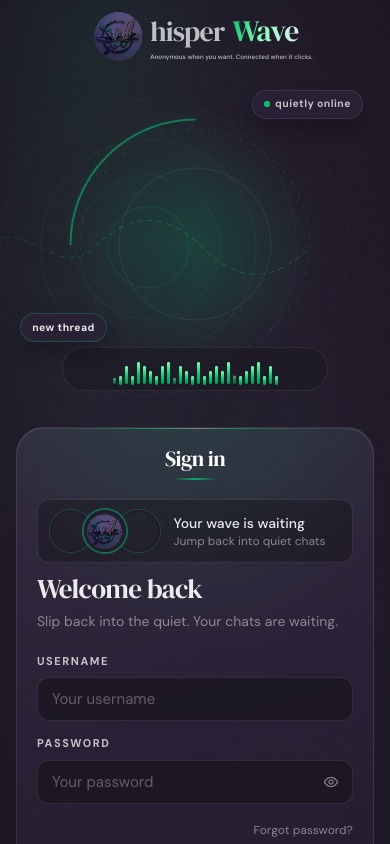 hisper Wave
Anonymous when you want. Connected when it clicks.
quietly online
new thread
Sign in
Your wave is waiting
Jump back into quiet chats
Welcome back
Slip back into the quiet. Your chats are waiting.
USERNAME
Your username
PASSWORD
Your password
Forgot password?